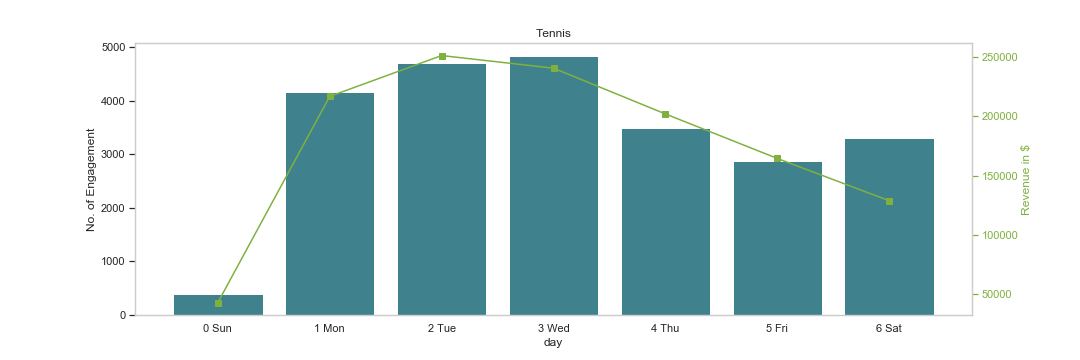 Tennis
5000
4000
3000
2000
1000
0
No. of Engagement
250000
200000
150000
100000
50000
Revenue in $
0 Sun
1 Mon
2 Tue
3 Wed
4 Thu
5 Fri
6 Sat
day